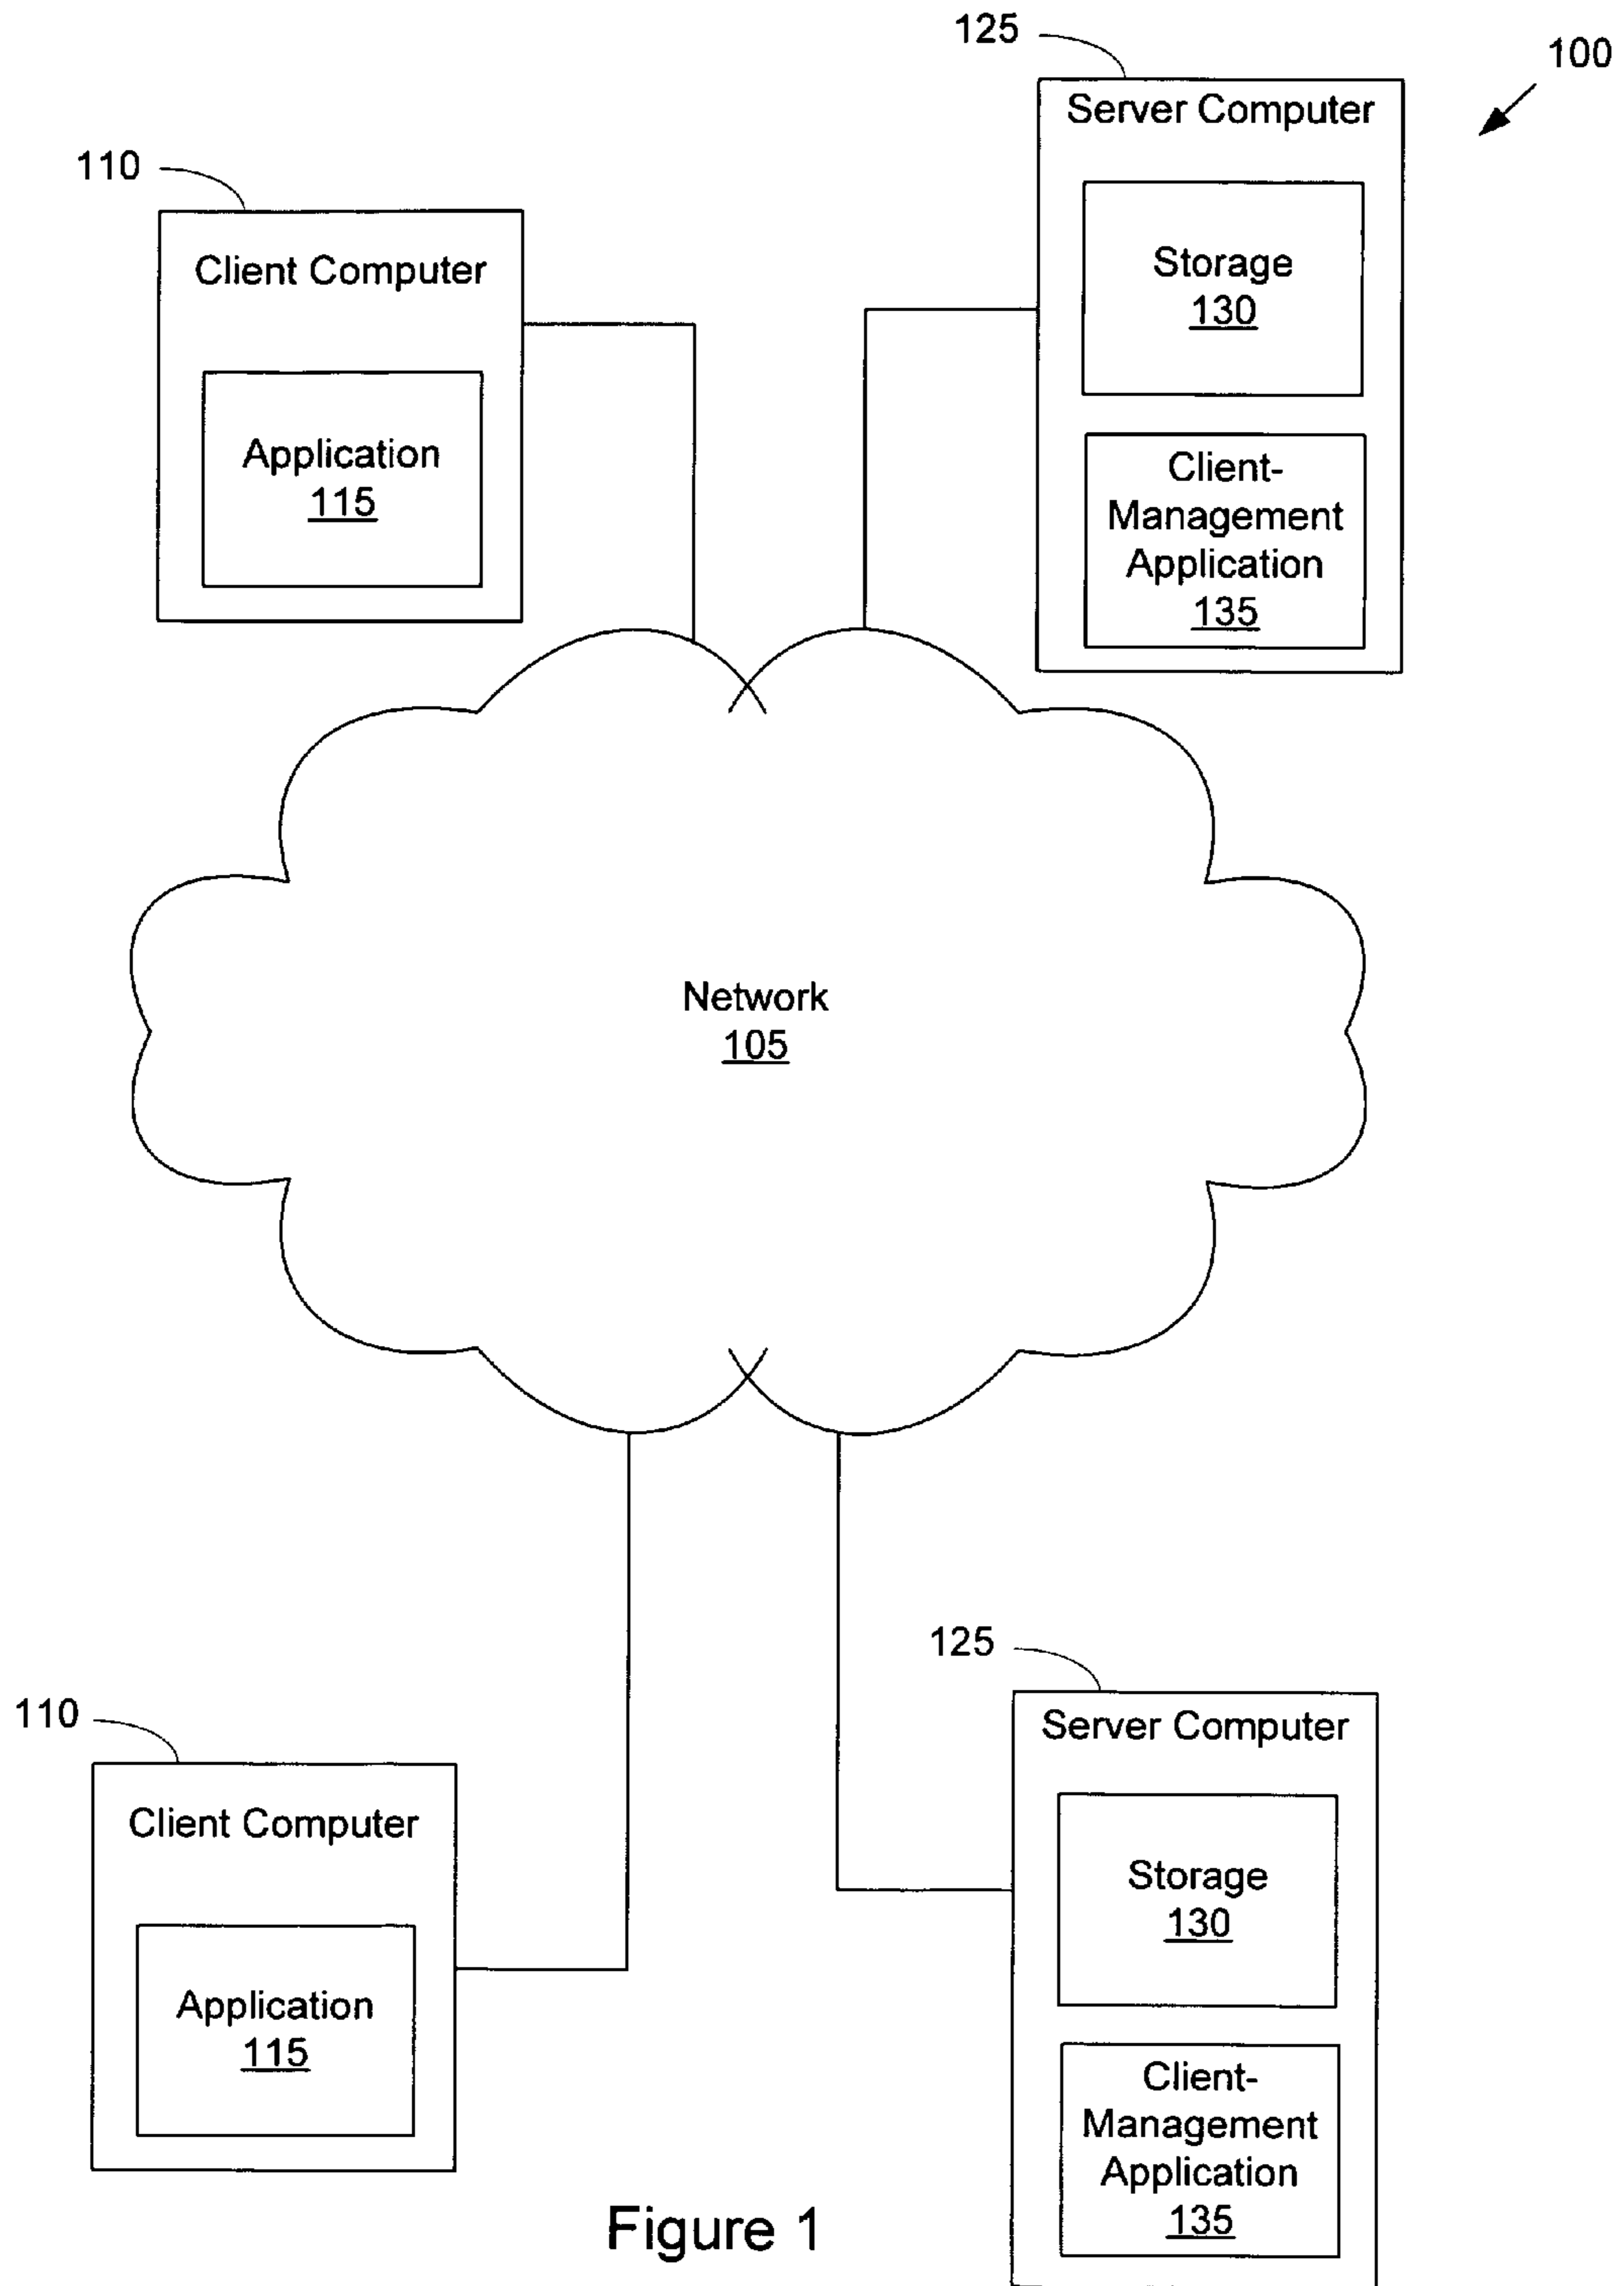 125
100
Server Computer
110
Client Computer
Storage
130
Application
115
Client-
Management
Application
135
Network
105
125
110
Server Computer
Client Computer
Storage
130
Application
115
Client-
Management
Application
135
Figure 1